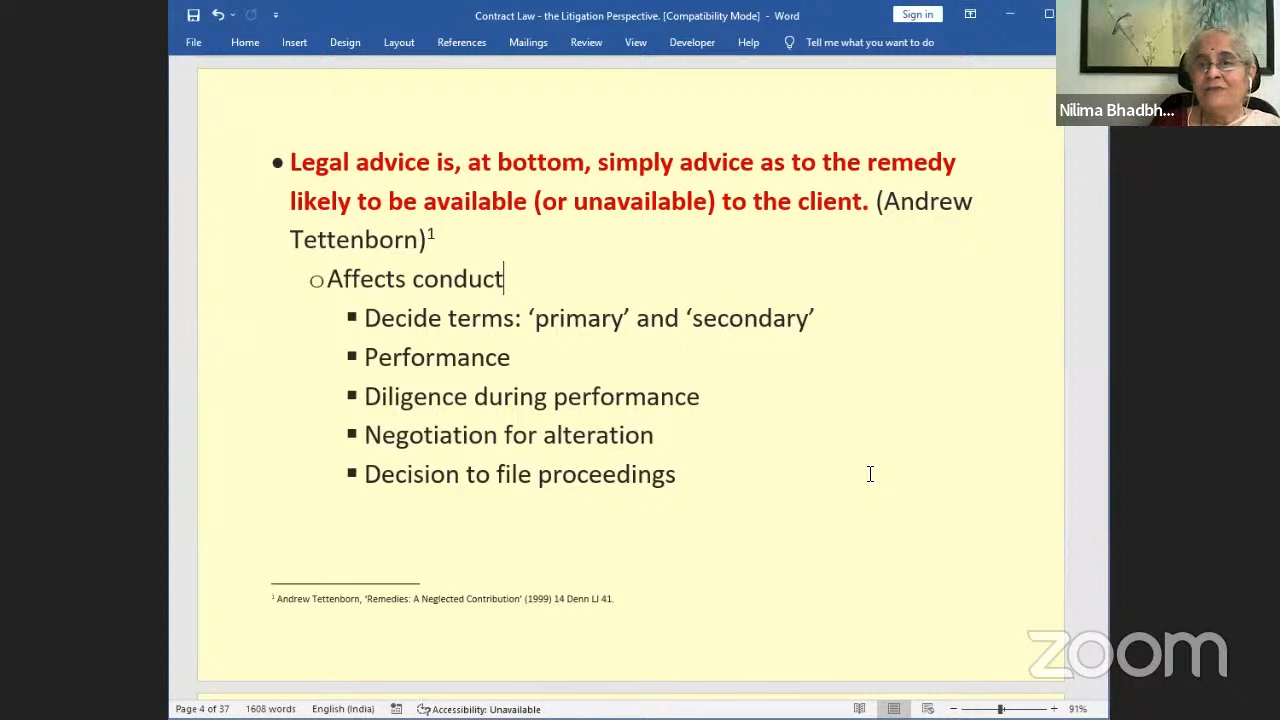 Contract Law - the Litigation Perspective. [Compatibility Mode] - Word
Sign in
File Home Insert Design Layout References Mailings Review View Developer Help Tell me what you want to do
Nilima Bhadbh...
• Legal advice is, at bottom, simply advice as to the remedy
likely to be available (or unavailable) to the client. (Andrew
Tettenborn)1
o Affects conduct
▪ Decide terms: ‘primary’ and ‘secondary’
▪ Performance
▪ Diligence during performance
▪ Negotiation for alteration
▪ Decision to file proceedings
1 Andrew Tettenborn, ‘Remedies: A Neglected Contribution’ (1999) 14 Denn LJ 41.
zoom
Page 4 of 37 1608 words English (India) Accessibility: Unavailable 91%